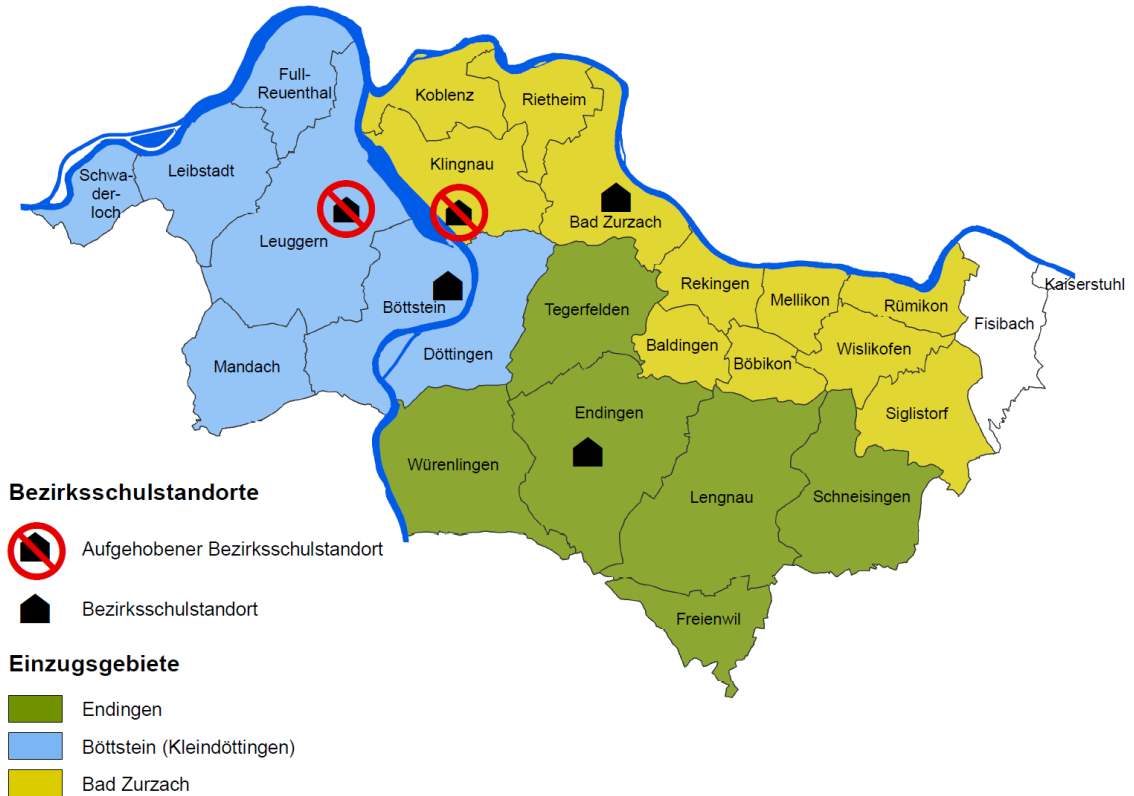 Full-
Reuenthal
Koblenz
Rietheim
Klingnau
Leibstadt
Schwa-
der-
loch
Bad Zurzach
Leuggern
Kaiserstuhl
Rekingen
Mellikon
Rümikon
Böttstein
Tegerfelden
Fisibach
Baldingen
Wislikofen
Döttingen
Böbikon
Mandach
Endingen
Siglistorf
Würenlingen
Lengnau
Schneisingen
Freienwil
Bezirksschulstandorte
Aufgehobener Bezirksschulstandort
Bezirksschulstandort
Einzugsgebiete
Endingen
Böttstein (Kleindöttingen)
Bad Zurzach